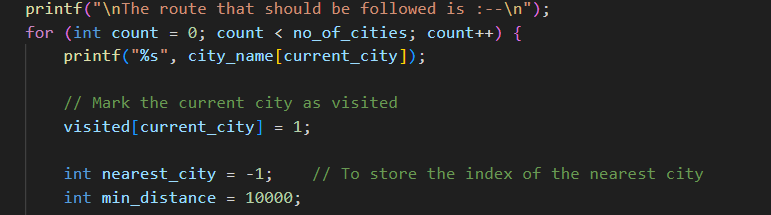 printf("\nThe route that should be followed is :--\n");
for (int count = 0; count < no_of_cities; count++) {
printf("%s", city_name[current_city]);
// Mark the current city as visited
visited[current_city] = 1;
int nearest_city = -1;    // To store the index of the nearest city
int min_distance = 10000;